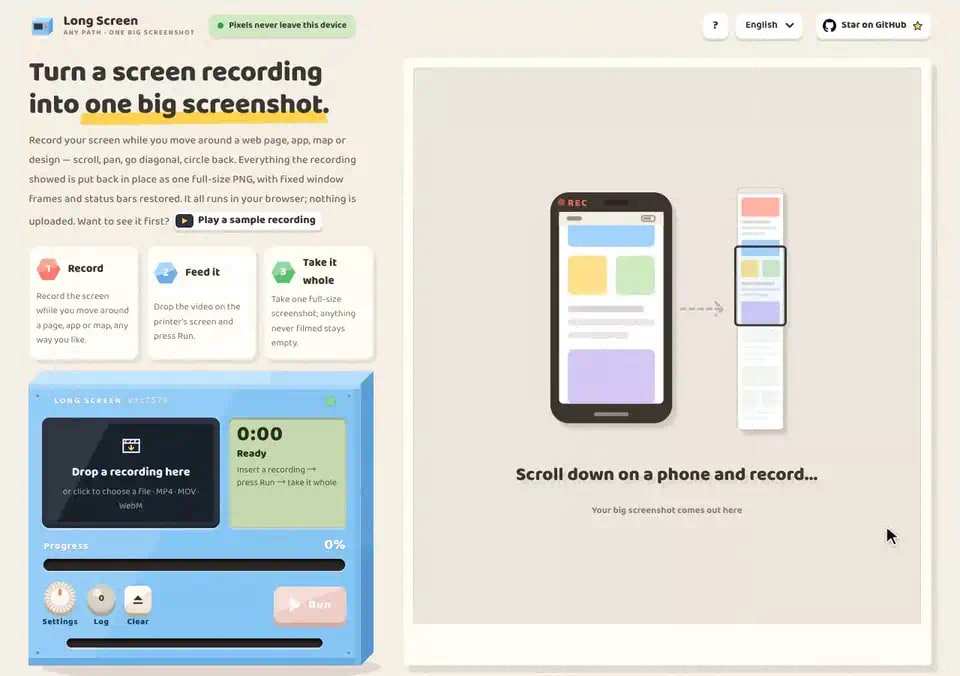 Long Screen
ANY PATH · ONE BIG SCREENSHOT
Pixels never leave this device
?
English
Star on GitHub
Turn a screen recording
into one big screenshot.
Record your screen while you move around a web page, app, map or
design — scroll, pan, go diagonal, circle back. Everything the recording
showed is put back in place as one full-size PNG, with fixed window
frames and status bars restored. It all runs in your browser; nothing is
uploaded. Want to see it first? Play a sample recording
1 Record
Record the screen
while you move around
a page, app or map, any
way you like.
2 Feed it
Drop the video on the
printer's screen and
press Run.
3 Take it
whole
Take one full-size
screenshot; anything
never filmed stays
empty.
LONG SCREEN
Drop a recording here
or click to choose a file · MP4 · MOV ·
WebM
0:00
Ready
Insert a recording →
press Run → take it whole
Progress
0%
0
Settings
Log
Clear
Run
REC
Scroll down on a phone and record...
Your big screenshot comes out here